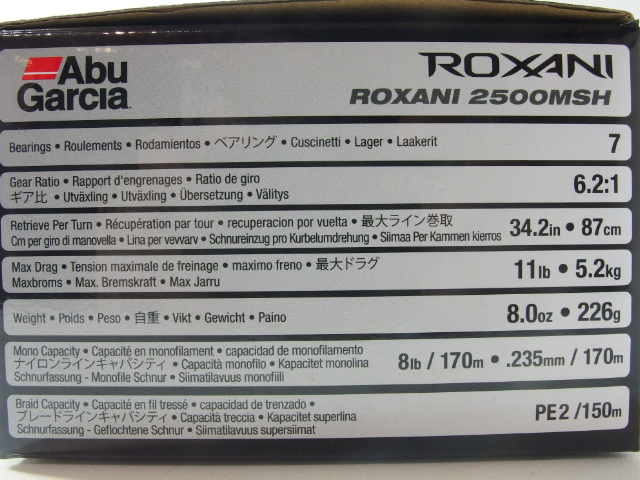 Abu Garcia
ROXANI
ROXANI 2500MSH
Bearings • Roulements • Rodamientos • ベアリング • Cuscinetti • Lager • Laakerit 7
Gear Ratio • Rapport d'engrenages • Ratio de giro
ギア比 • Utväxling • Utväxling • Übersetzung • Välitys
6.2:1
Retrieve Per Turn • Récupération par tour • recuperacion por vuelta • 最大ライン巻取
Cm per giro di manovella • Lina per vevvarv • Schnureinzug pro Kurbelumdrehung • Siimaa Per Kammen kierros
34.2in • 87cm
Max Drag • Tension maximale de freinage • maximo freno • 最大ドラグ
Maxbroms • Max. Bremskraft • Max Jarru
11lb • 5.2kg
Weight • Poids • Peso • 自重 • Vikt • Gewicht • Paino 8.0oz • 226g
Mono Capacity • Capacité en monofilament • capacidad de monofilamento
ナイロンラインキャパシティ • Capacità monofilo • Kapacitet monolina
Schnurfassung - Monofile Schnur • Siimatilavuus monofiili
8lb / 170m • .235mm / 170m
Braid Capacity • Capacité en fil tressé • capacidad de trenzado •
ブレードラインキャパシティ • Capacità treccia • Kapacitet superlina
Schnurfassung - Geflochtene Schnur • Siimatilavuus supersiimat
PE2 /150m